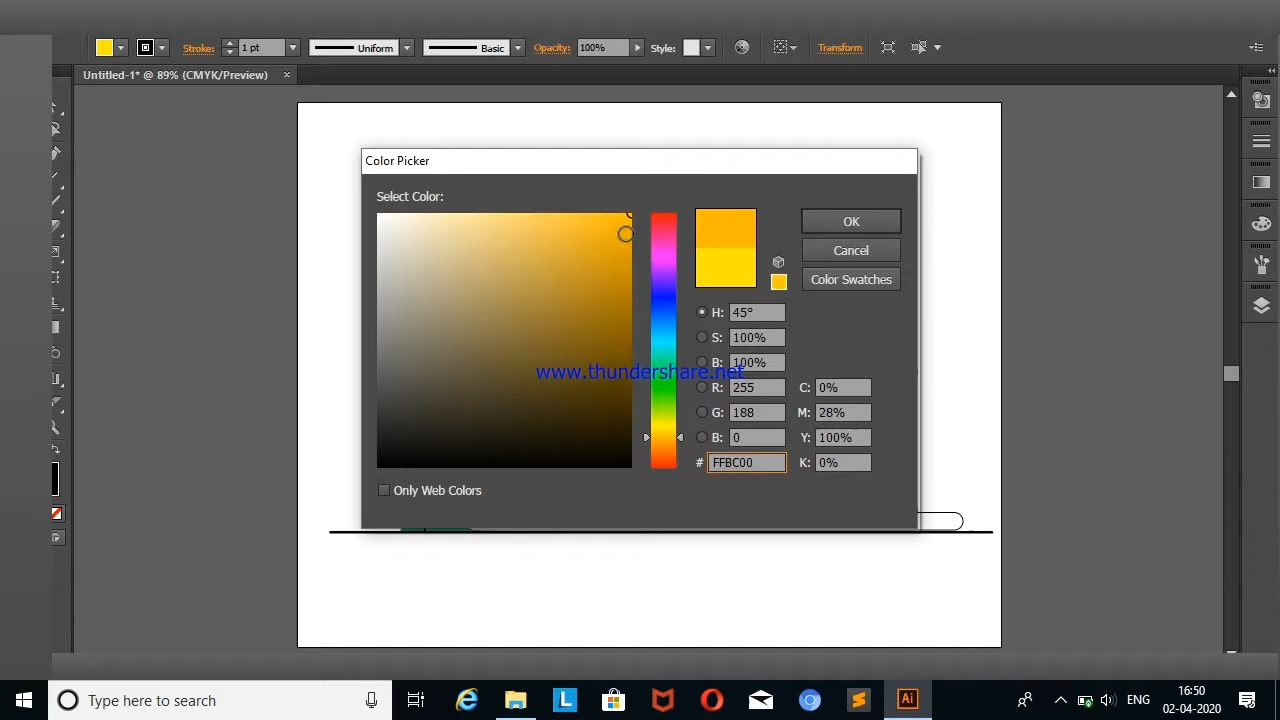 Stroke: 1 pt Uniform Basic Opacity: 100% Style: Transform
Untitled-1* @ 89% (CMYK/Preview) ×
Color Picker
Select Color:
OK
Cancel
Color Swatches
H: 45°
S: 100%
B: 100%
www.thundershare.net
R: 255 C: 0%
G: 188 M: 28%
B: 0 Y: 100%
# FFBC00 K: 0%
Only Web Colors
Type here to search
L
Ai
ENG
16:50
02-04-2020